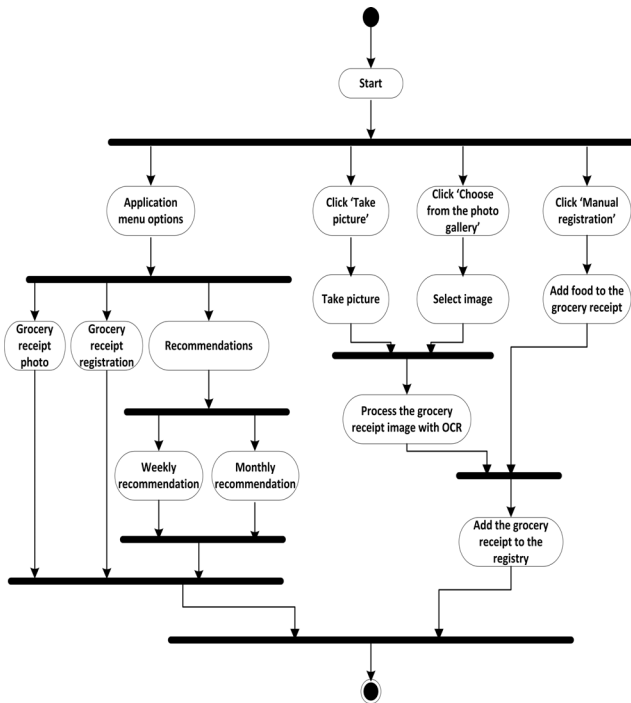 Start
Application
menu options
Click ‘Take
picture’
Click ‘Choose
from the photo
gallery’
Click ‘Manual
registration’
Take picture
Select image
Add food to the
grocery receipt
Grocery
receipt
photo
Grocery
receipt
registration
Recommendations
Process the grocery
receipt image with OCR
Weekly
recommendation
Monthly
recommendation
Add the grocery
receipt to the
registry